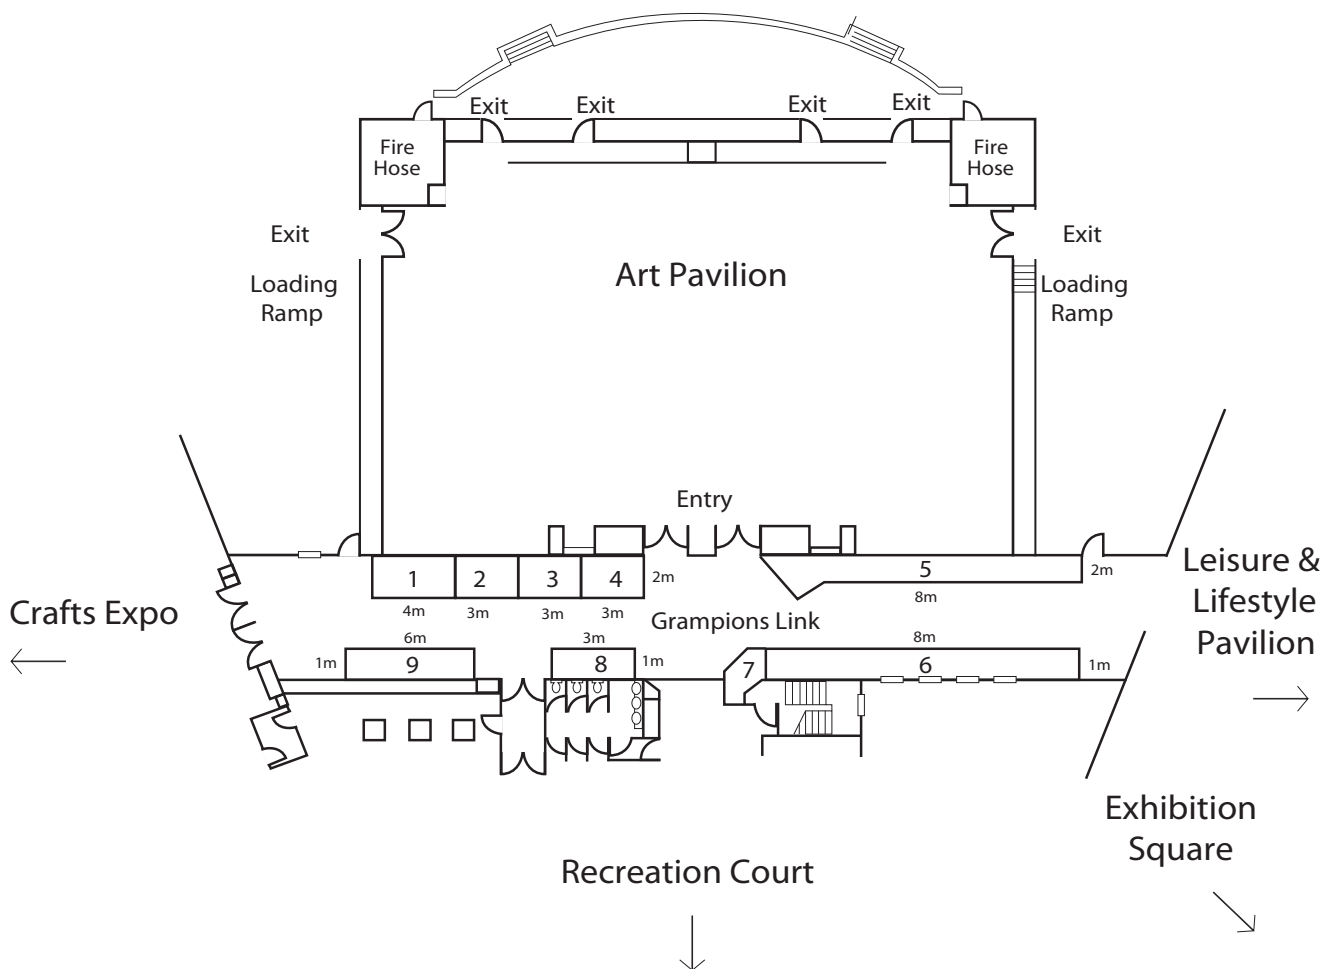 Exit
Exit
Exit
Exit
Fire
Hose
Fire
Hose
Exit
Exit
Art Pavilion
Loading
Ramp
Loading
Ramp
Entry
1
2
3
4
2m
5
2m
4m
3m
3m
3m
8m
Leisure &
Lifestyle
Pavilion
Crafts Expo
Grampions Link
6m
3m
8m
1m
9
8
1m
7
6
1m
Exhibition
Square
Recreation Court